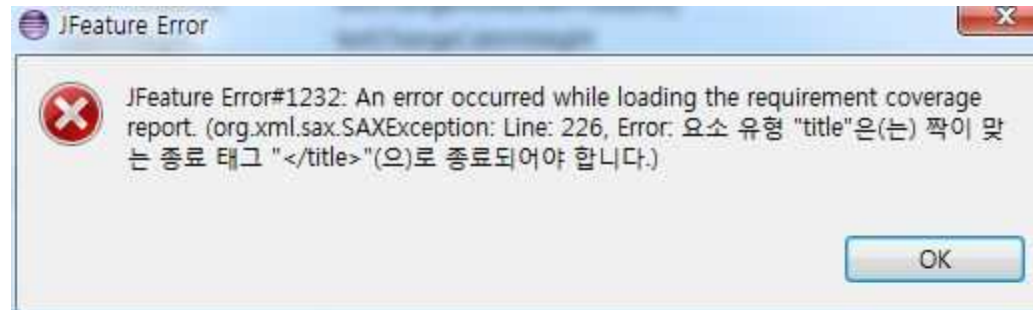 JFeature Error
JFeature Error#1232: An error occurred while loading the requirement coverage
report. (org.xml.sax.SAXException: Line: 226, Error: 요소 유형 "title"은(는) 짝이 맞
는 종료 태그 "</title>"(으)로 종료되어야 합니다.)
OK